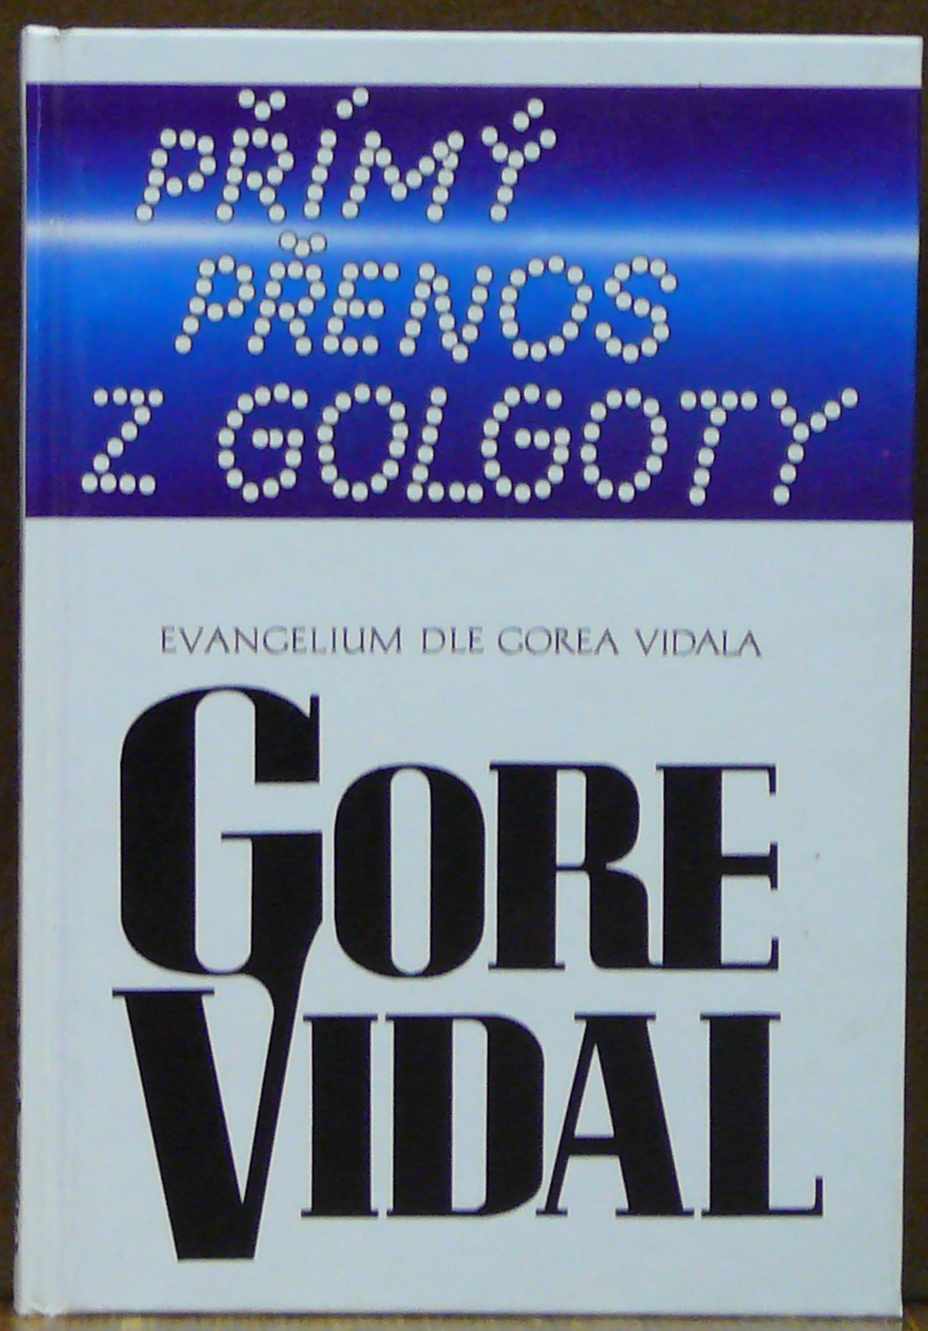 PŘÍMÝ
PŘENOS
Z GOLGOTY
EVANGELIUM DLE GOREA VIDALA
GORE
VIDAL